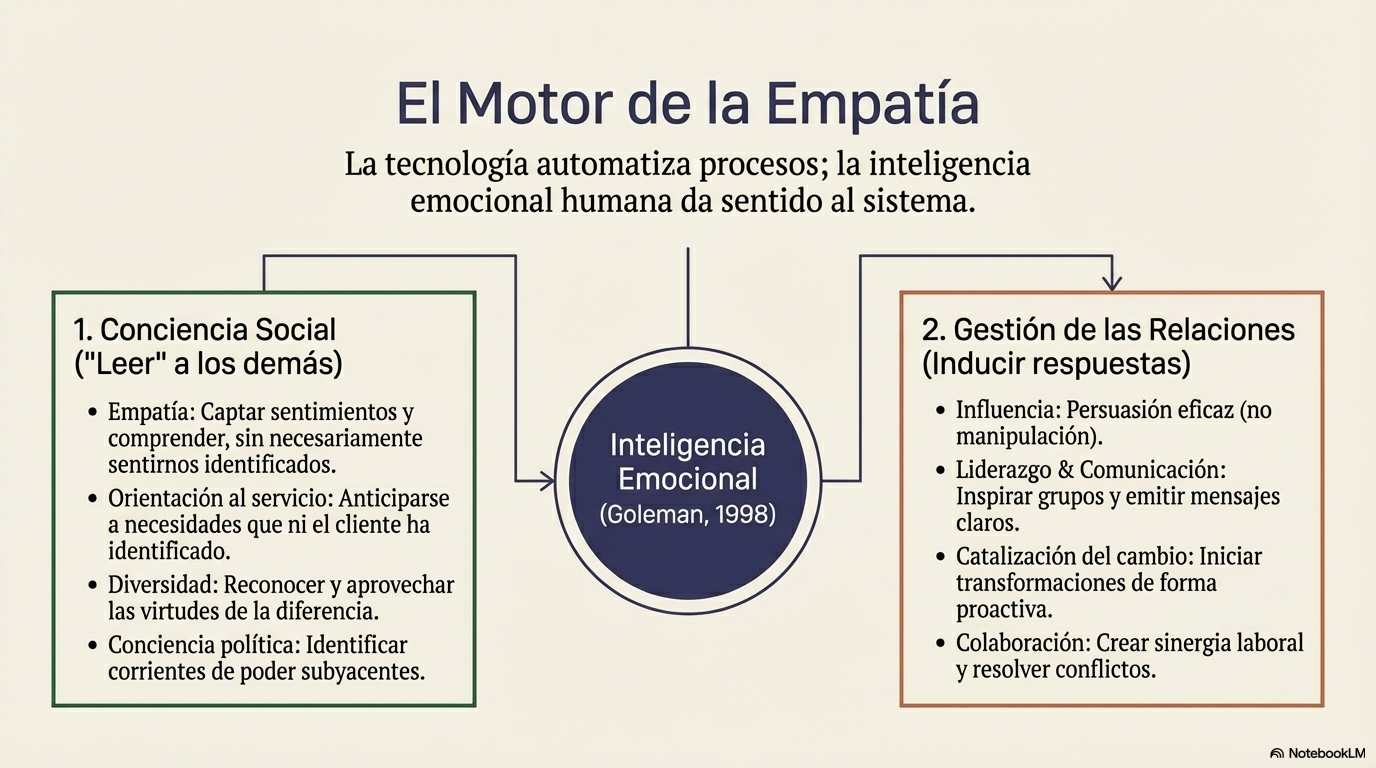 El Motor de la Empatía
La tecnología automatiza procesos; la inteligencia
emocional humana da sentido al sistema.
1. Conciencia Social
("Leer" a los demás)
• Empatía: Captar sentimientos y
comprender, sin necesariamente
sentirnos identificados.
• Orientación al servicio: Anticiparse
a necesidades que ni el cliente ha
identificado.
• Diversidad: Reconocer y aprovechar
las virtudes de la diferencia.
• Conciencia política: Identificar
corrientes de poder subyacentes.
Inteligencia
Emocional
(Goleman, 1998)
2. Gestión de las Relaciones
(Inducir respuestas)
• Influencia: Persuasión eficaz (no
manipulación).
• Liderazgo & Comunicación:
Inspirar grupos y emitir mensajes
claros.
• Catalización del cambio: Iniciar
transformaciones de forma
proactiva.
• Colaboración: Crear sinergia laboral
y resolver conflictos.
NotebookLM